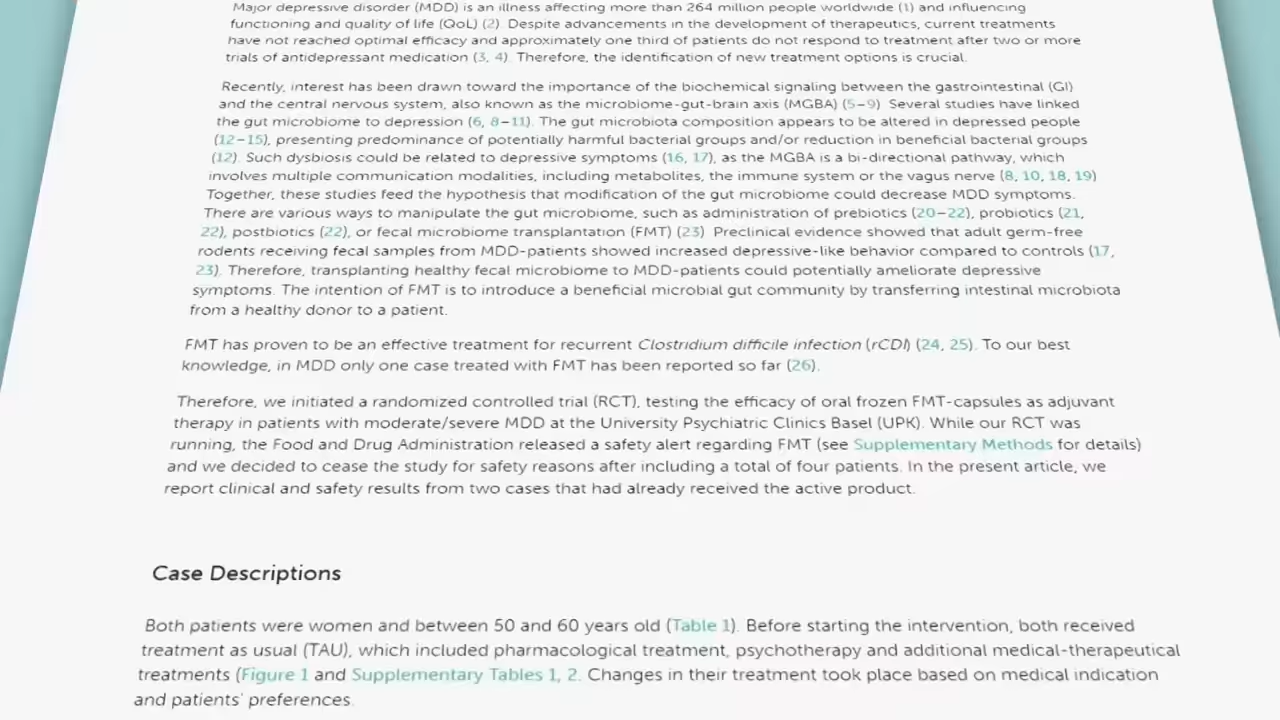 Major depressive disorder (MDD) is an illness affecting more than 264 million people worldwide (1) and influencing
functioning and quality of life (QoL) (2). Despite advancements in the development of therapeutics, current treatments
have not reached optimal efficacy and approximately one third of patients do not respond to treatment after two or more
trials of antidepressant medication (3, 4). Therefore, the identification of new treatment options is crucial.
Recently, interest has been drawn toward the importance of the biochemical signaling between the gastrointestinal (GI)
and the central nervous system, also known as the microbiome-gut-brain axis (MGBA) (5–9). Several studies have linked
the gut microbiome to depression (6, 8–11). The gut microbiota composition appears to be altered in depressed people
(12–15), presenting predominance of potentially harmful bacterial groups and/or reduction in beneficial bacterial groups
(12). Such dysbiosis could be related to depressive symptoms (16, 17), as the MGBA is a bi-directional pathway, which
involves multiple communication modalities, including metabolites, the immune system or the vagus nerve (8, 10, 18, 19)
Together, these studies feed the hypothesis that modification of the gut microbiome could decrease MDD symptoms.
There are various ways to manipulate the gut microbiome, such as administration of prebiotics (20–22), probiotics (21,
22), postbiotics (22), or fecal microbiome transplantation (FMT) (23). Preclinical evidence showed that adult germ-free
rodents receiving fecal samples from MDD-patients showed increased depressive-like behavior compared to controls (17,
23). Therefore, transplanting healthy fecal microbiome to MDD-patients could potentially ameliorate depressive
symptoms. The intention of FMT is to introduce a beneficial microbial gut community by transferring intestinal microbiota
from a healthy donor to a patient.
FMT has proven to be an effective treatment for recurrent Clostridium difficile infection (rCDI) (24, 25). To our best
knowledge, in MDD only one case treated with FMT has been reported so far (26).
Therefore, we initiated a randomized controlled trial (RCT), testing the efficacy of oral frozen FMT-capsules as adjuvant
therapy in patients with moderate/severe MDD at the University Psychiatric Clinics Basel (UPK). While our RCT was
running, the Food and Drug Administration released a safety alert regarding FMT (see Supplementary Methods for details)
and we decided to cease the study for safety reasons after including a total of four patients. In the present article, we
report clinical and safety results from two cases that had already received the active product.
Case Descriptions
Both patients were women and between 50 and 60 years old (Table 1). Before starting the intervention, both received
treatment as usual (TAU), which included pharmacological treatment, psychotherapy and additional medical-therapeutical
treatments (Figure 1 and Supplementary Tables 1, 2. Changes in their treatment took place based on medical indication
and patients' preferences.